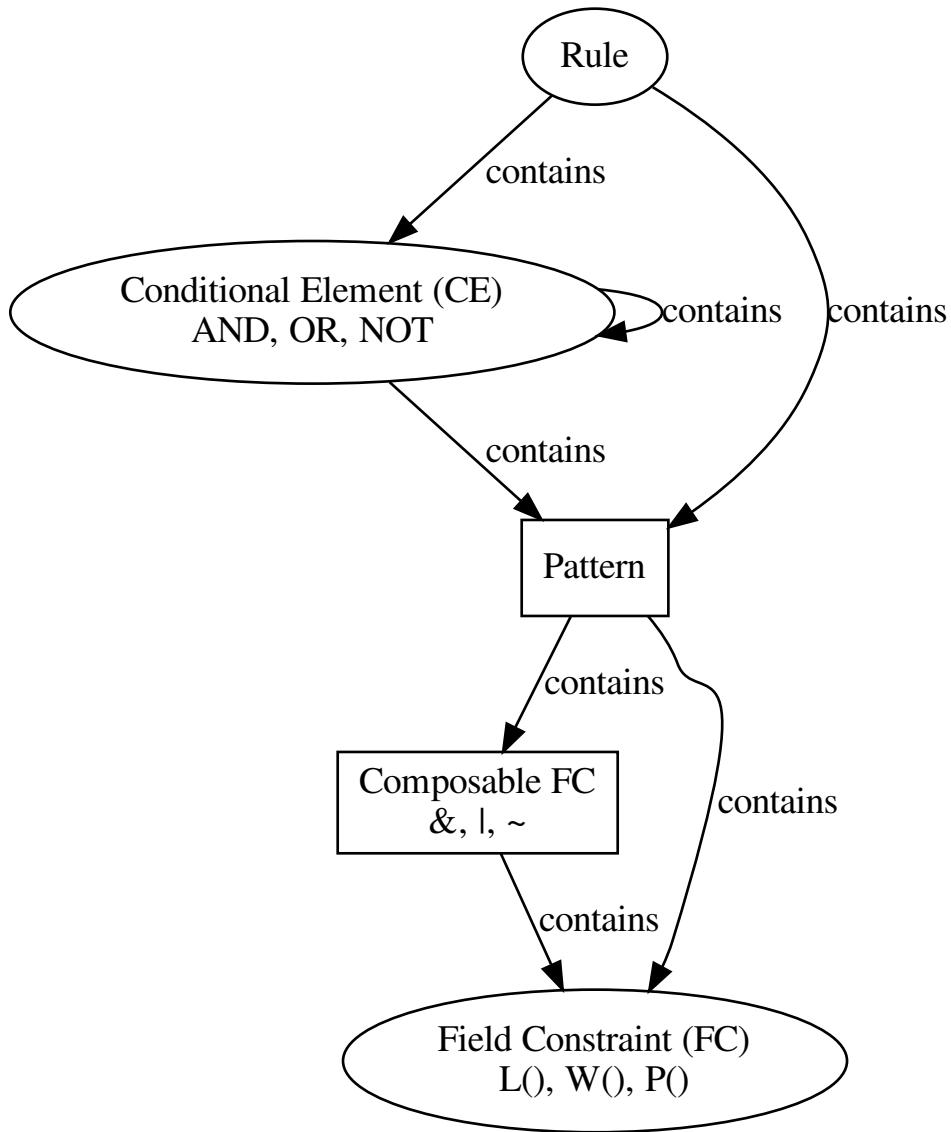 Rule
contains
Conditional Element (CE)
AND, OR, NOT
contains
contains
contains
Pattern
contains
Composable FC
&, |, ~
contains
contains
Field Constraint (FC)
L(), W(), P()